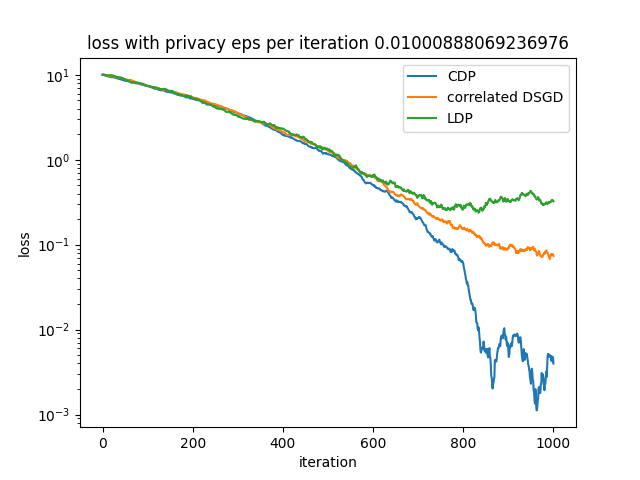 loss with privacy eps per iteration 0.01000888069236976
CDP
correlated DSGD
LDP
10¹
10⁰
10⁻¹
10⁻²
10⁻³
loss
0 200 400 600 800 1000
iteration